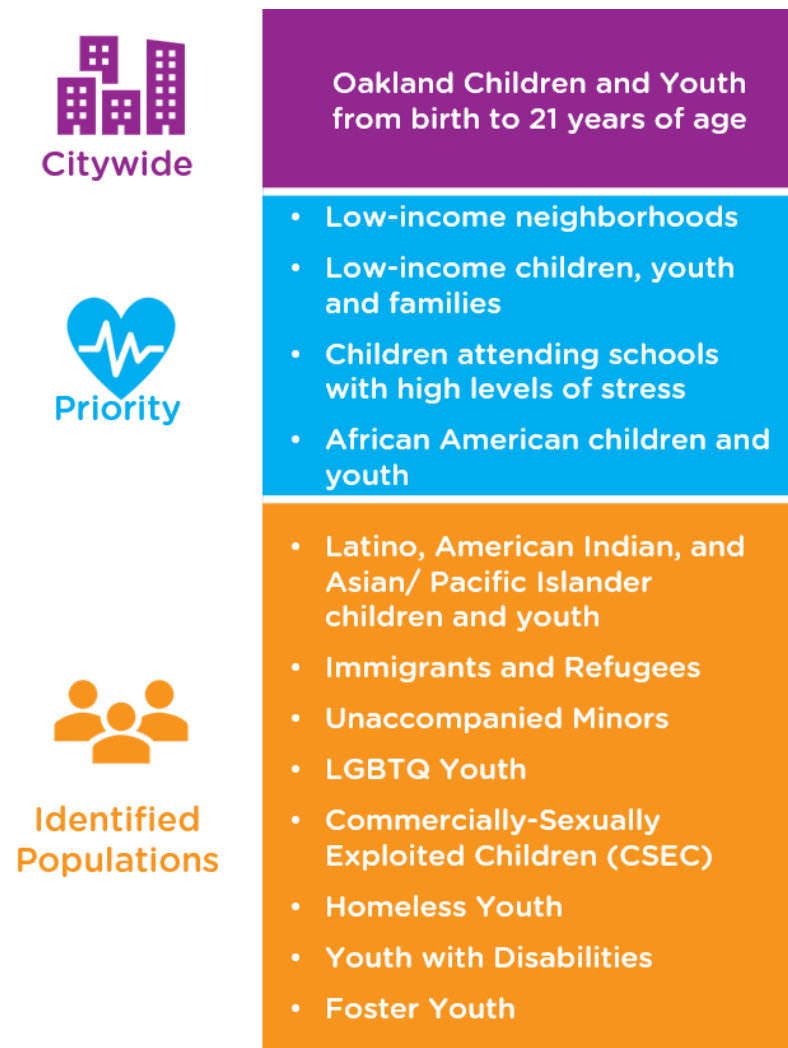 Citywide
Oakland Children and Youth
from birth to 21 years of age
Priority
• Low-income neighborhoods
• Low-income children, youth
and families
• Children attending schools
with high levels of stress
• African American children and
youth
Identified
Populations
• Latino, American Indian, and
Asian/ Pacific Islander
children and youth
• Immigrants and Refugees
• Unaccompanied Minors
• LGBTQ Youth
• Commercially-Sexually
Exploited Children (CSEC)
• Homeless Youth
• Youth with Disabilities
• Foster Youth